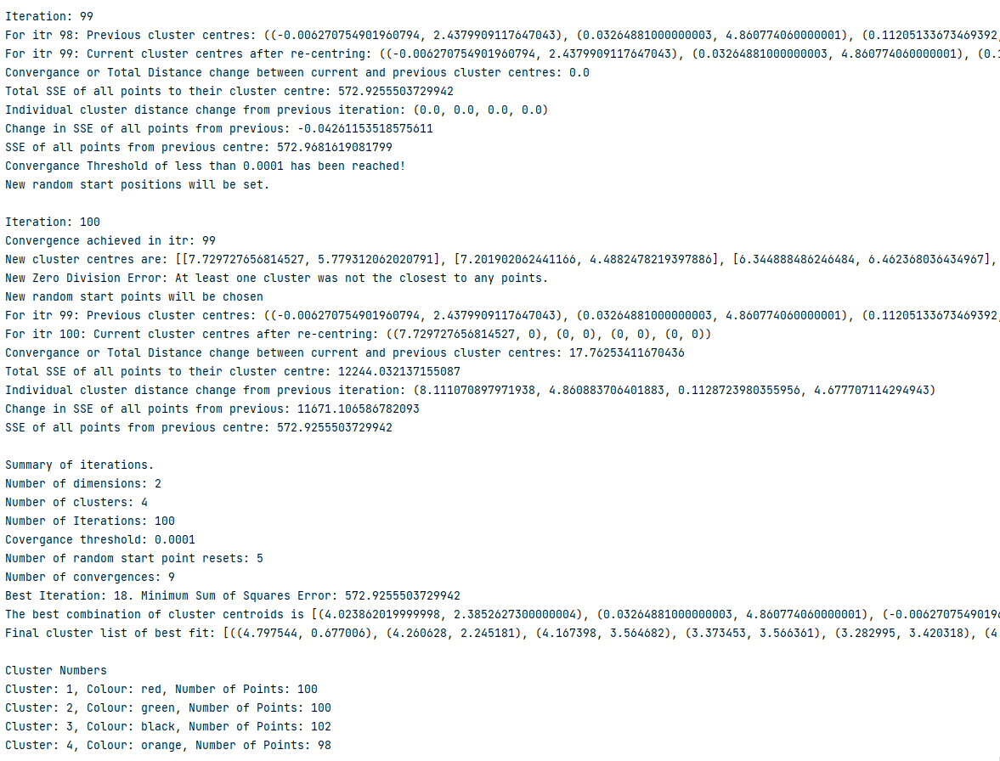 Iteration: 99
For itr 98: Previous cluster centres: ((-0.006270754901960794, 2.4379909117647043), (0.03264881000000003, 4.860774060000001), (0.11205133673469392,
For itr 99: Current cluster centres after re-centring: ((-0.006270754901960794, 2.4379909117647043), (0.03264881000000003, 4.860774060000001), (0.1
Convergance or Total Distance change between current and previous cluster centres: 0.0
Total SSE of all points to their cluster centre: 572.9255503729942
Individual cluster distance change from previous iteration: (0.0, 0.0, 0.0, 0.0)
Change in SSE of all points from previous: -0.04261153518575611
SSE of all points from previous centre: 572.9681619081799
Convergance Threshold of less than 0.0001 has been reached!
New random start positions will be set.
Iteration: 100
Convergence achieved in itr: 99
New cluster centres are: [[7.729727656814527, 5.779312062020791], [7.201902062441166, 4.4882478219397886], [6.344888486246484, 6.462368036434967],
New Zero Division Error: At least one cluster was not the closest to any points.
New random start points will be chosen
For itr 99: Previous cluster centres: ((-0.006270754901960794, 2.4379909117647043), (0.03264881000000003, 4.860774060000001), (0.11205133673469392,
For itr 100: Current cluster centres after re-centring: ((7.729727656814527, 0), (0, 0), (0, 0), (0, 0))
Convergance or Total Distance change between current and previous cluster centres: 17.76253411670436
Total SSE of all points to their cluster centre: 12244.032137155087
Individual cluster distance change from previous iteration: (8.111070897971938, 4.860883706401883, 0.1128723980355956, 4.677707114294943)
Change in SSE of all points from previous: 11671.106586782093
SSE of all points from previous centre: 572.9255503729942
Summary of iterations.
Number of dimensions: 2
Number of clusters: 4
Number of Iterations: 100
Covergance threshold: 0.0001
Number of random start point resets: 5
Number of convergences: 9
Best Iteration: 18. Minimum Sum of Squares Error: 572.9255503729942
The best combination of cluster centroids is [(4.023862019999998, 2.3852627300000004), (0.03264881000000003, 4.860774060000001), (-0.0062707549019
Final cluster list of best fit: [((4.797544, 0.677006), (4.260628, 2.245181), (4.167398, 3.564682), (3.373453, 3.566361), (3.282995, 3.420318), (4
Cluster Numbers
Cluster: 1, Colour: red, Number of Points: 100
Cluster: 2, Colour: green, Number of Points: 100
Cluster: 3, Colour: black, Number of Points: 102
Cluster: 4, Colour: orange, Number of Points: 98